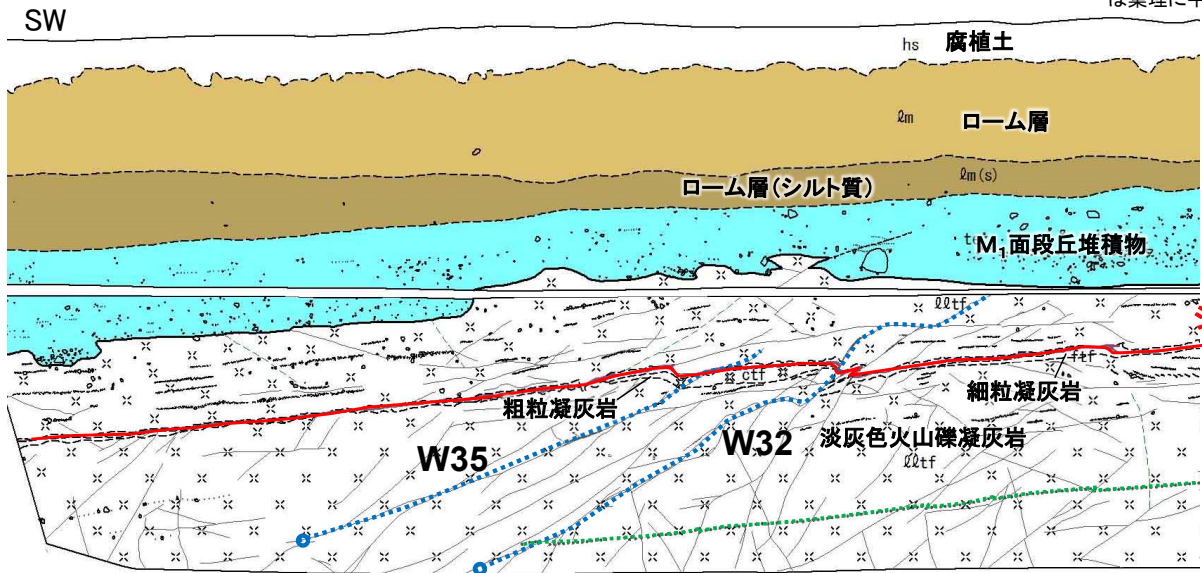 SW
hs 腐植土
ℓm ローム層
ローム層(シルト質) ℓm(s)
M₁面段丘堆積物
ℓℓtf
ctf
ftf
粗粒凝灰岩
細粒凝灰岩
W35
W32
淡灰色火山礫凝灰岩
ℓℓtf